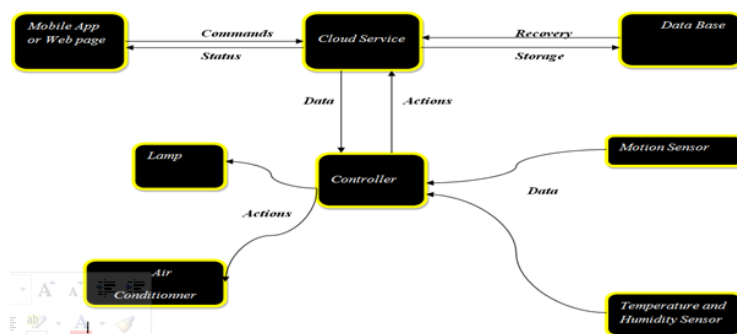 Mobile App
or Web page
Commands
Status
Cloud Service
Recovery
Storage
Data Base
Data
Actions
Lamp
Controller
Motion Sensor
Data
Actions
Air
Conditionner
Temperature and
Humidity Sensor